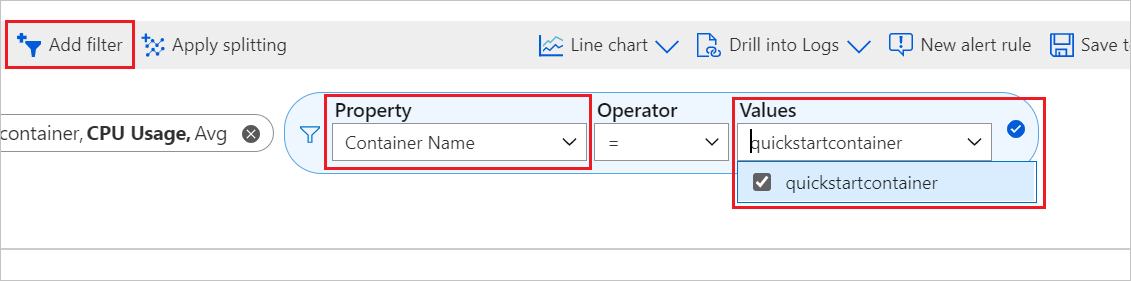 Add filter Apply splitting Line chart Drill into Logs New alert rule Save t
Property Operator Values
container, CPU Usage, Avg Container Name = quickstartcontainer
quickstartcontainer